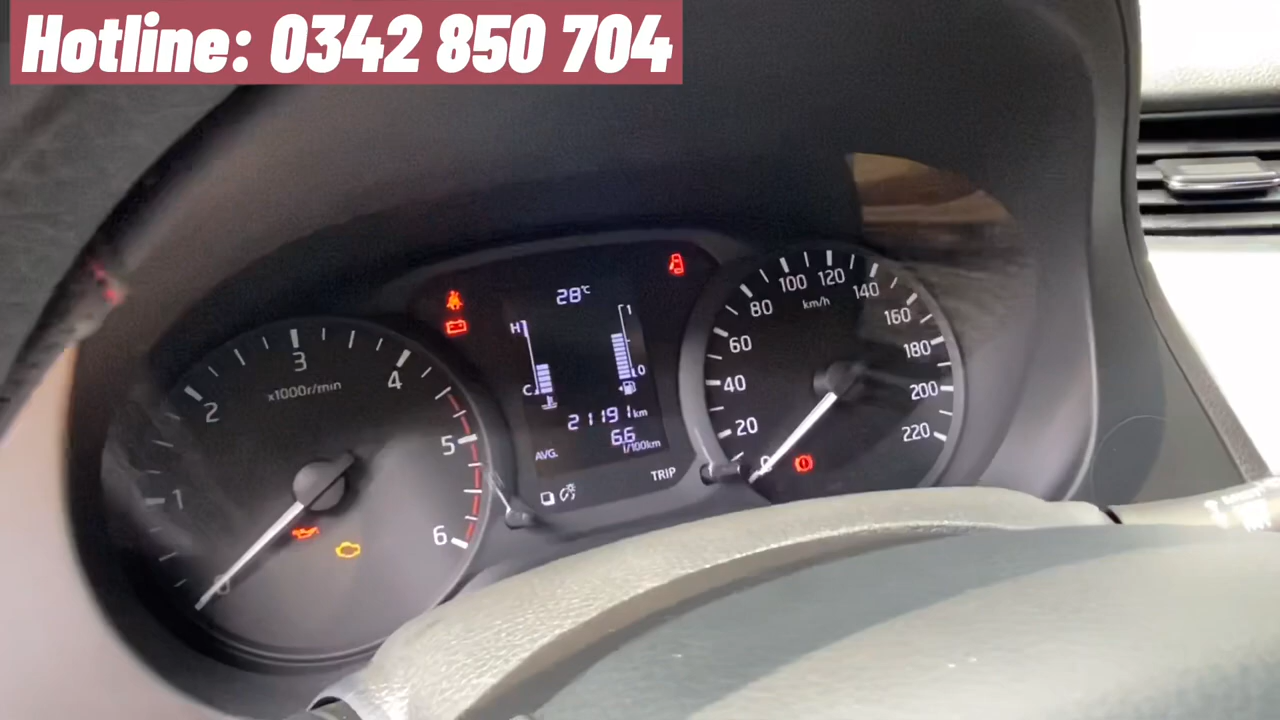 Hotline: 0342 850 704
28°C
H
1
C
0
21191 km
6.6
l/100km
AVG.
TRIP
x1000r/min
0
1
2
3
4
5
6
km/h
0
20
40
60
80
100
120
140
160
180
200
220